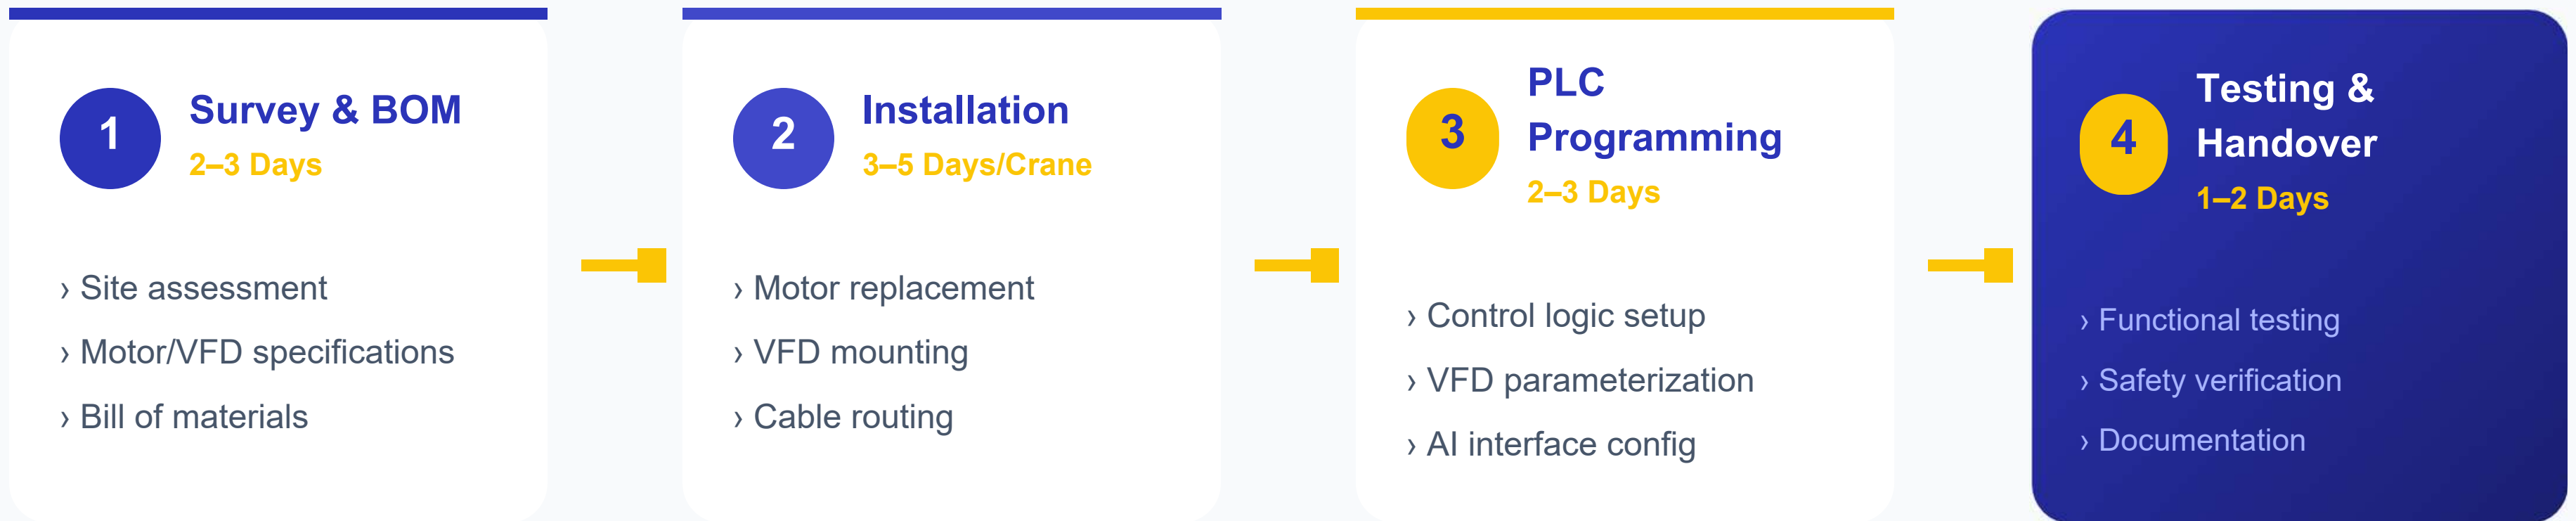 1
Survey & BOM
2–3 Days
› Site assessment
› Motor/VFD specifications
› Bill of materials
2
Installation
3–5 Days/Crane
› Motor replacement
› VFD mounting
› Cable routing
3
PLC
Programming
2–3 Days
› Control logic setup
› VFD parameterization
› AI interface config
4
Testing &
Handover
1–2 Days
› Functional testing
› Safety verification
› Documentation